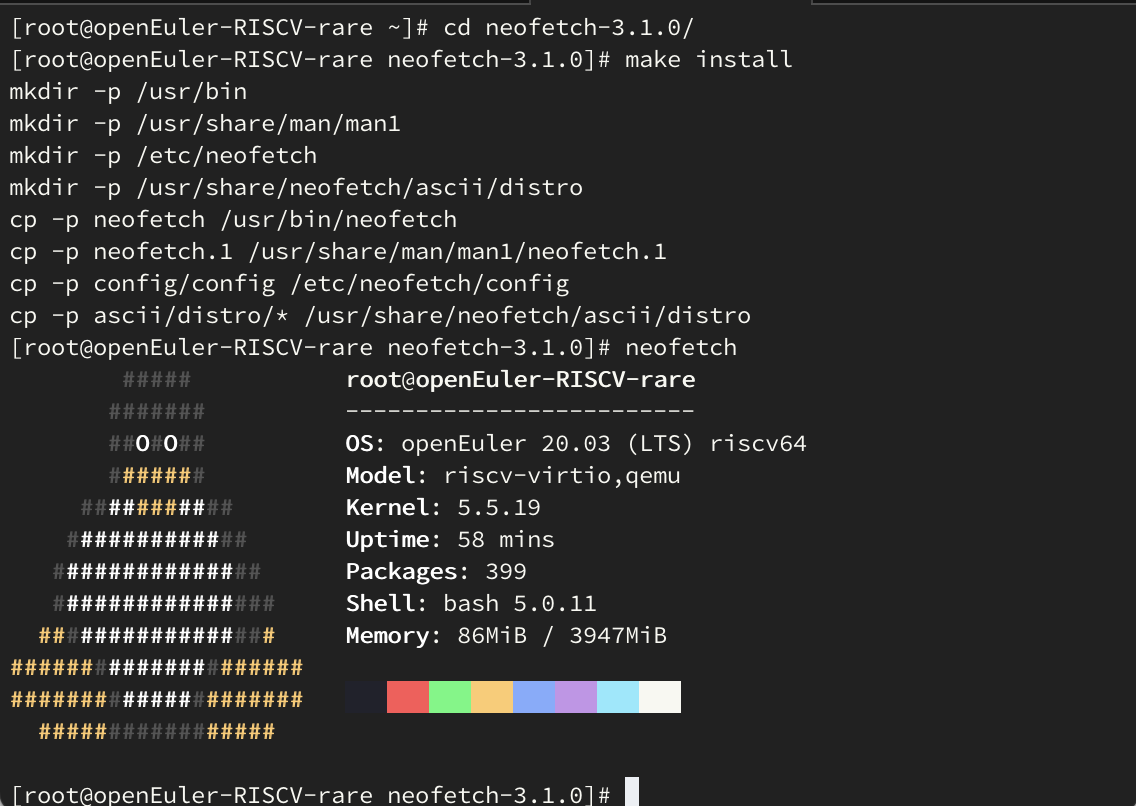 [root@openEuler-RISCV-rare ~]# cd neofetch-3.1.0/
[root@openEuler-RISCV-rare neofetch-3.1.0]# make install
mkdir -p /usr/bin
mkdir -p /usr/share/man/man1
mkdir -p /etc/neofetch
mkdir -p /usr/share/neofetch/ascii/distro
cp -p neofetch /usr/bin/neofetch
cp -p neofetch.1 /usr/share/man/man1/neofetch.1
cp -p config/config /etc/neofetch/config
cp -p ascii/distro/* /usr/share/neofetch/ascii/distro
[root@openEuler-RISCV-rare neofetch-3.1.0]# neofetch
        #####           root@openEuler-RISCV-rare
       #######          -------------------------
       ##O#O##          OS: openEuler 20.03 (LTS) riscv64
       #######          Model: riscv-virtio,qemu
     ###########        Kernel: 5.5.19
    #############       Uptime: 58 mins
   ###############      Packages: 399
   ################     Shell: bash 5.0.11
  #################     Memory: 86MiB / 3947MiB
#####################
#####################
  #################
[root@openEuler-RISCV-rare neofetch-3.1.0]#